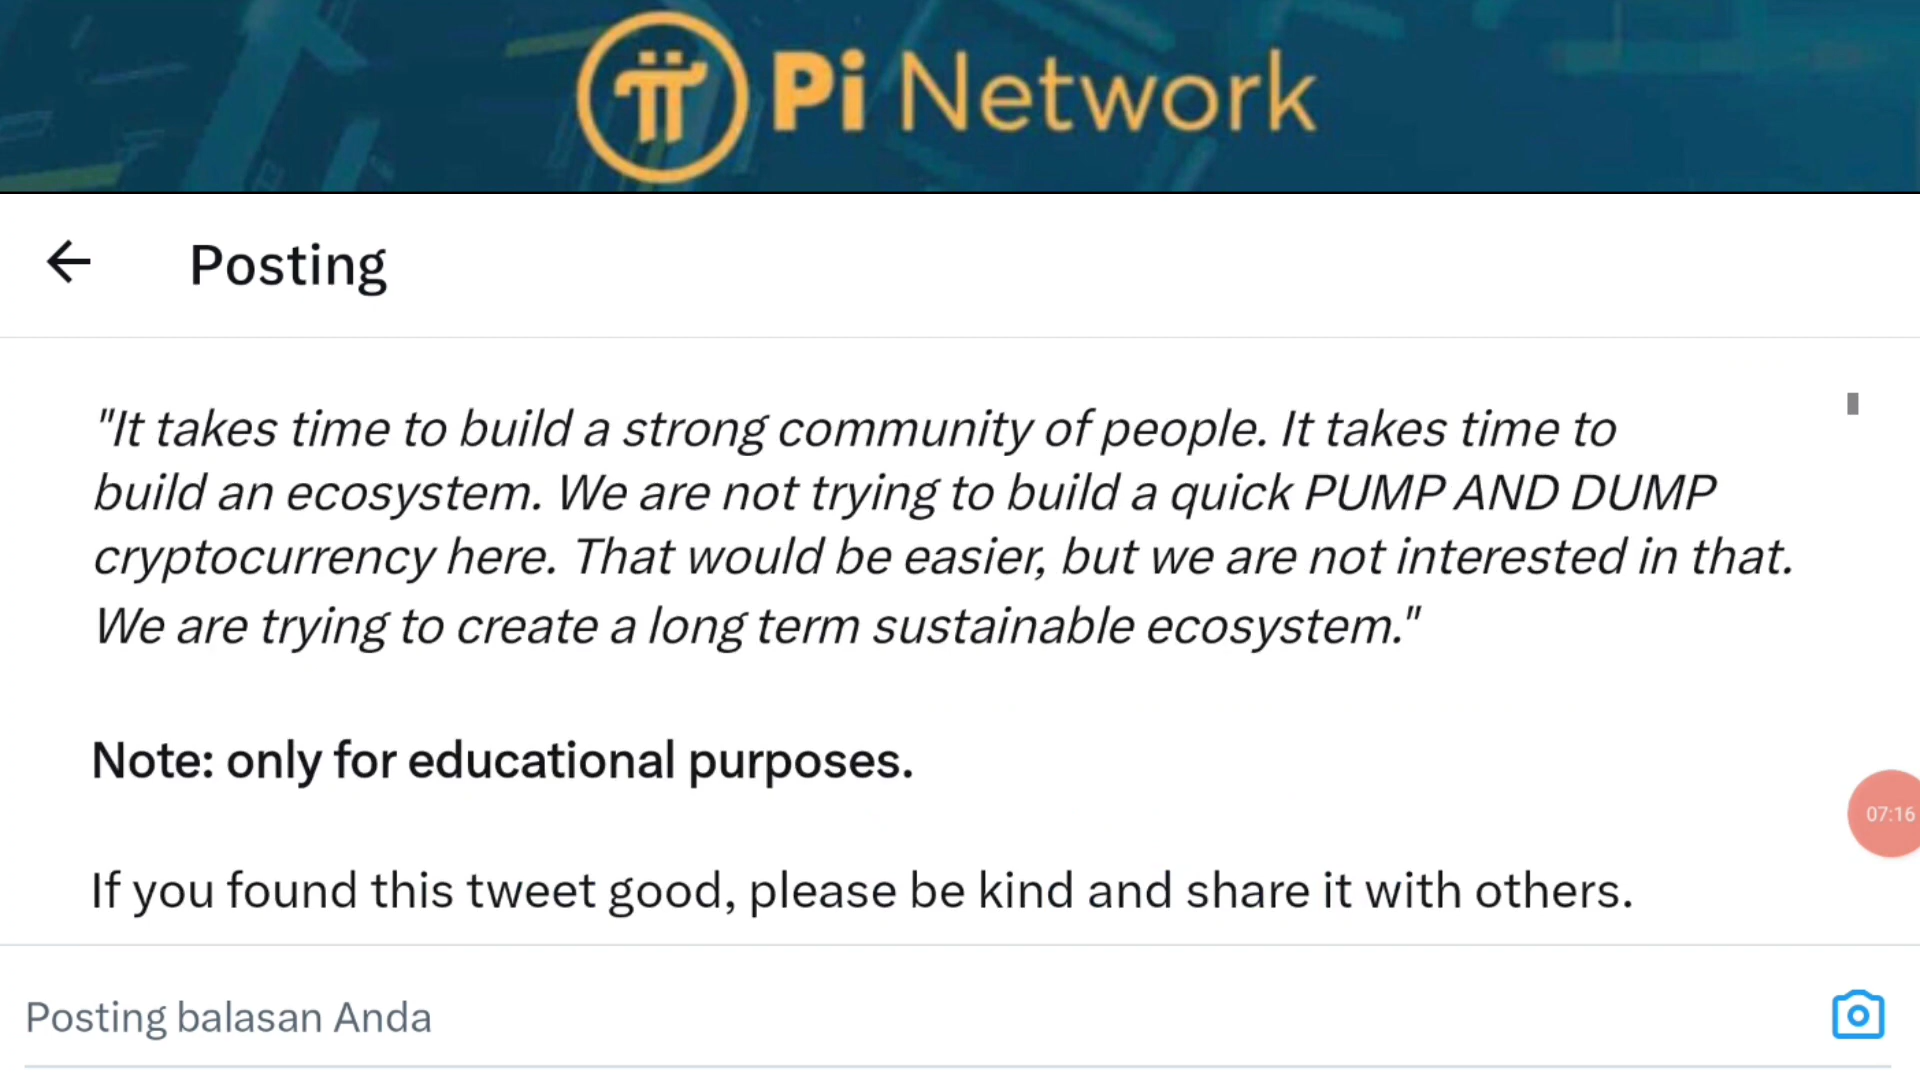 Pi Network
Posting
"It takes time to build a strong community of people. It takes time to
build an ecosystem. We are not trying to build a quick PUMP AND DUMP
cryptocurrency here. That would be easier, but we are not interested in that.
We are trying to create a long term sustainable ecosystem."
Note: only for educational purposes.
07:16
If you found this tweet good, please be kind and share it with others.
Posting balasan Anda